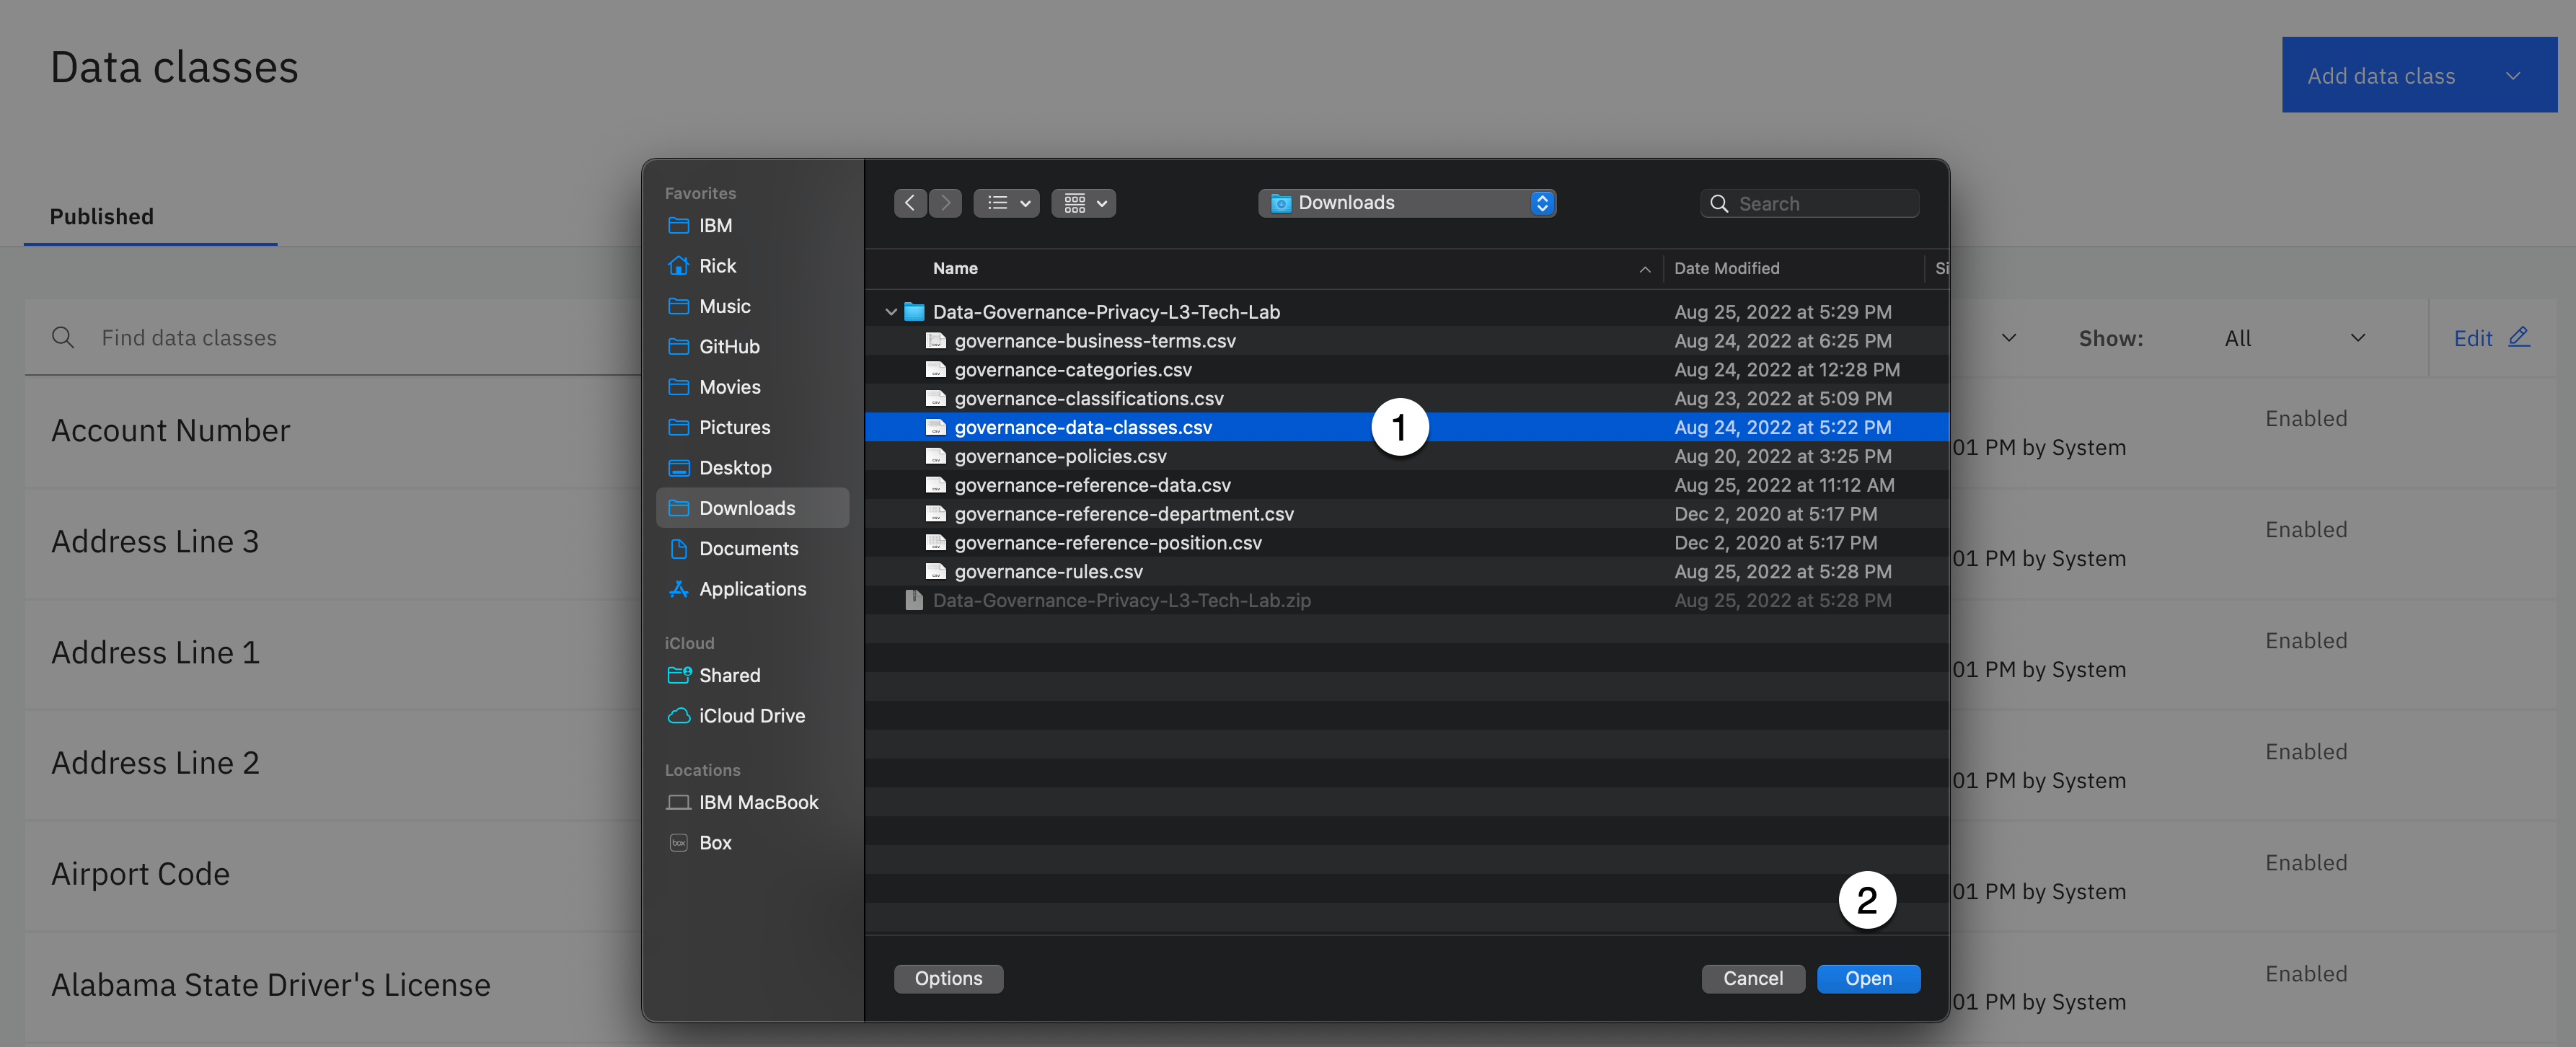 Data classes
Add data class
Published
Find data classes
Show:
All
Edit
Account Number
Enabled
01 PM by System
Address Line 3
Enabled
01 PM by System
Address Line 1
Enabled
01 PM by System
Address Line 2
Enabled
01 PM by System
Airport Code
Enabled
01 PM by System
Alabama State Driver's License
Enabled
01 PM by System
Favorites
IBM
Rick
Music
GitHub
Movies
Pictures
Desktop
Downloads
Documents
Applications
iCloud
Shared
iCloud Drive
Locations
IBM MacBook
Box
Downloads
Search
Name
Date Modified
Si
Data-Governance-Privacy-L3-Tech-Lab
Aug 25, 2022 at 5:29 PM
governance-business-terms.csv
Aug 24, 2022 at 6:25 PM
governance-categories.csv
Aug 24, 2022 at 12:28 PM
governance-classifications.csv
Aug 23, 2022 at 5:09 PM
governance-data-classes.csv
1
Aug 24, 2022 at 5:22 PM
governance-policies.csv
Aug 20, 2022 at 3:25 PM
governance-reference-data.csv
Aug 25, 2022 at 11:12 AM
governance-reference-department.csv
Dec 2, 2020 at 5:17 PM
governance-reference-position.csv
Dec 2, 2020 at 5:17 PM
governance-rules.csv
Aug 25, 2022 at 5:28 PM
Data-Governance-Privacy-L3-Tech-Lab.zip
Aug 25, 2022 at 5:28 PM
2
Options
Cancel
Open